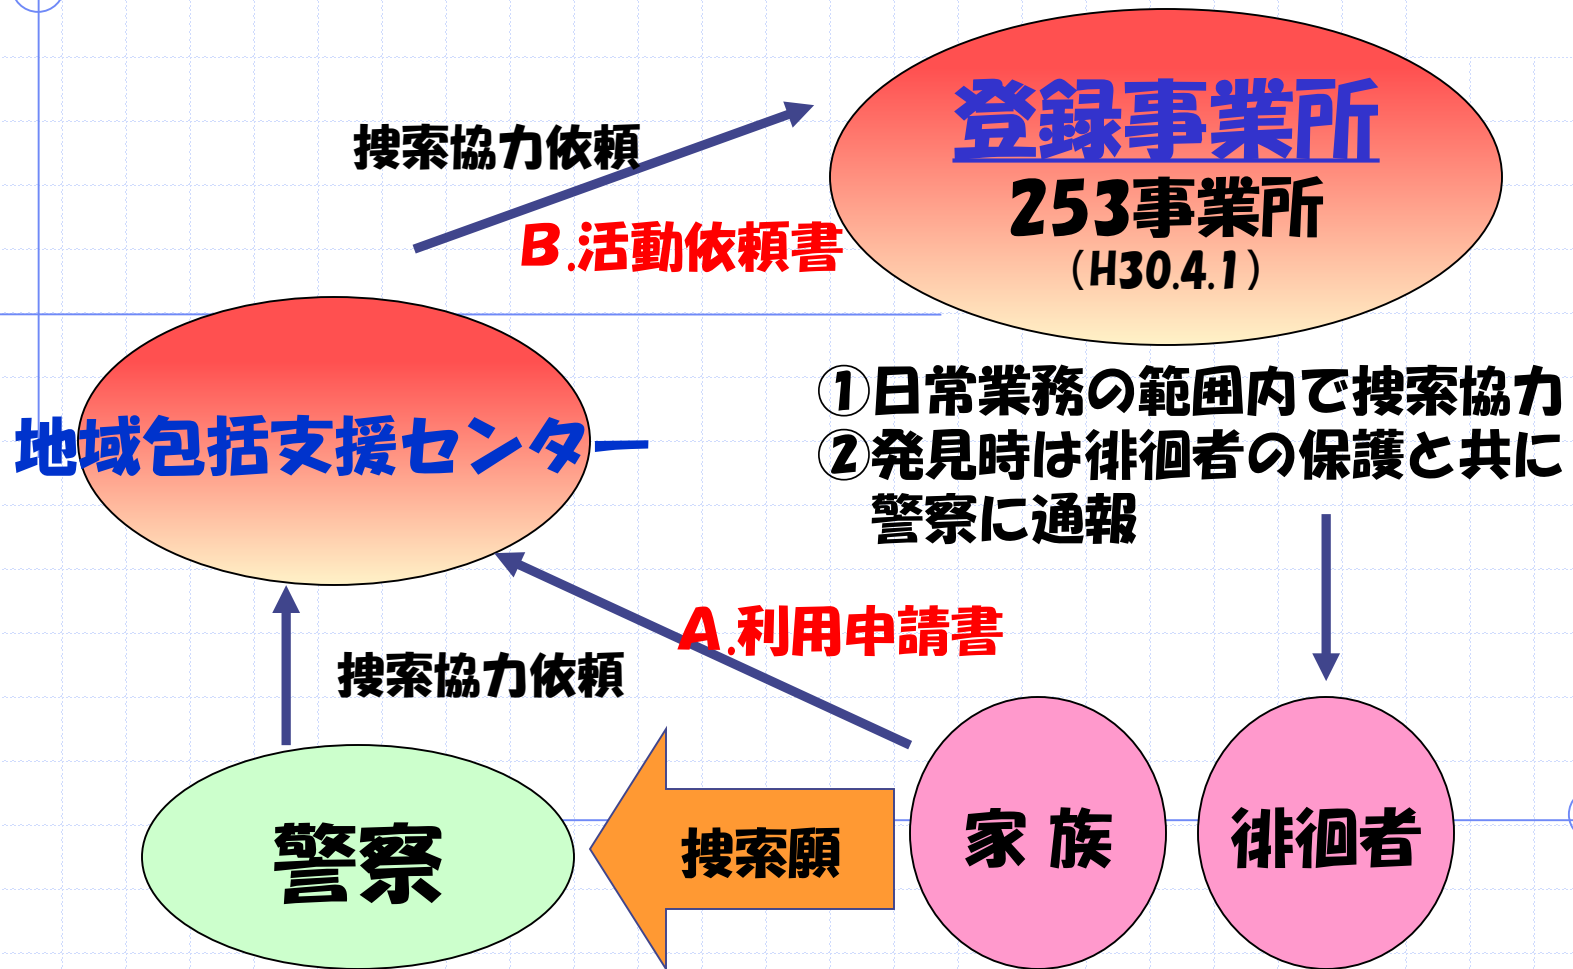 登録事業所
253事業所
（H30.4.1）
捜索協力依頼
B.活動依頼書
地域包括支援センター
①日常業務の範囲内で捜索協力
②発見時は徘徊者の保護と共に
警察に通報
A.利用申請書
捜索協力依頼
警察
捜索願
家 族
徘徊者